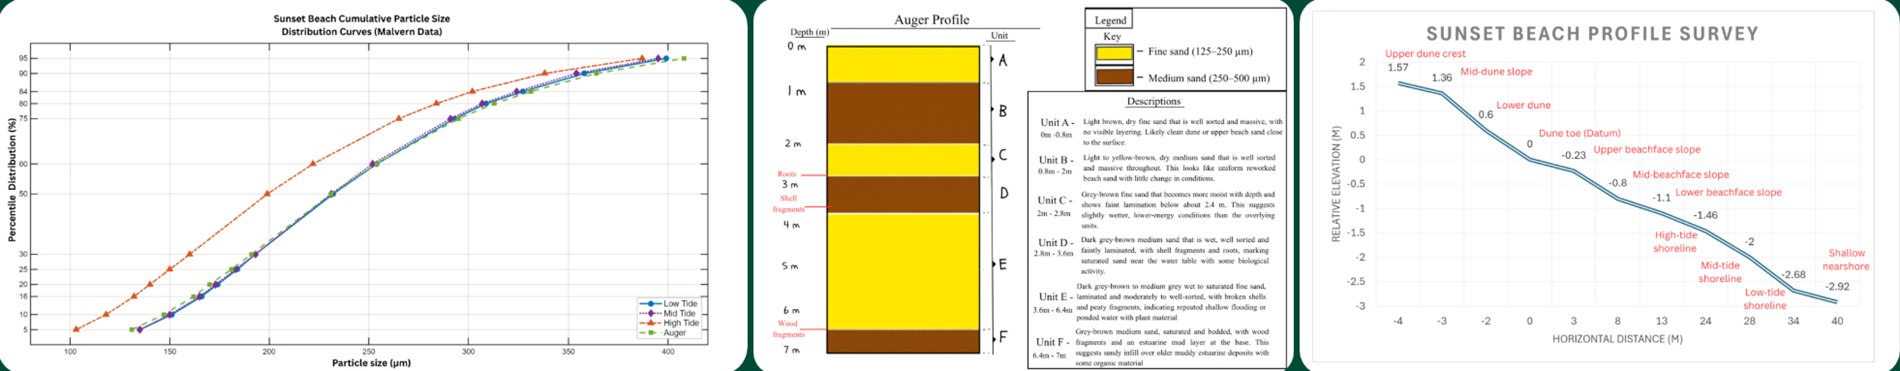 Sunset Beach Cumulative Particle Size
Distribution Curves (Malvern Data)
Percentile Distribution (%)
95
90
84
80
75
60
50
30
25
20
16
10
5
100 150 200 250 300 350 400
Particle size (µm)
Low Tide
Mid Tide
High Tide
Auger
Auger Profile
Depth (m)
Unit
0 m
1 m
2 m
Roots
3 m
Shell
fragments
4 m
5 m
6 m
Wood
fragments
7 m
A
B
C
D
E
F
Legend
Key
– Fine sand (125–250 µm)
– Medium sand (250–500 µm)
Descriptions
Unit A -
0m -0.8m
Light brown, dry fine sand that is well sorted and massive, with
no visible layering. Likely clean dune or upper beach sand close
to the surface.
Unit B -
0.8m - 2m
Light to yellow-brown, dry medium sand that is well sorted
and massive throughout. This looks like uniform reworked
beach sand with little change in conditions.
Unit C -
2m - 2.8m
Grey-brown fine sand that becomes more moist with depth and
shows faint lamination below about 2.4 m. This suggests
slightly wetter, lower-energy conditions than the overlying
units.
Unit D -
2.8m - 3.6m
Dark grey-brown medium sand that is wet, well sorted and
faintly laminated, with shell fragments and roots, marking
saturated sand near the water table with some biological
activity.
Unit E -
3.6m - 6.4m
Dark grey-brown to medium grey wet to saturated fine sand,
laminated and moderately to well-sorted, with broken shells
and peaty fragments, indicating repeated shallow flooding or
ponded water with plant material
Unit F -
6.4m - 7m
Grey-brown medium sand, saturated and bedded, with wood
fragments and an estuarine mud layer at the base. This
suggests sandy infill over older muddy estuarine deposits with
some organic material
SUNSET BEACH PROFILE SURVEY
RELATIVE ELEVATION (M)
2
1.5
1
0.5
0
-0.5
-1
-1.5
-2
-2.5
-3
Upper dune crest
1.57
1.36
Mid-dune slope
Lower dune
0.6
Dune toe (Datum)
0
-0.23
Upper beachface slope
Mid-beachface slope
-0.8
Lower beachface slope
-1.1
-1.46
High-tide
shoreline
-2
Mid-tide
shoreline
-2.68
Low-tide
shoreline
Shallow
nearshore
-2.92
-4 -3 -2 0 3 8 13 24 28 34 40
HORIZONTAL DISTANCE (M)